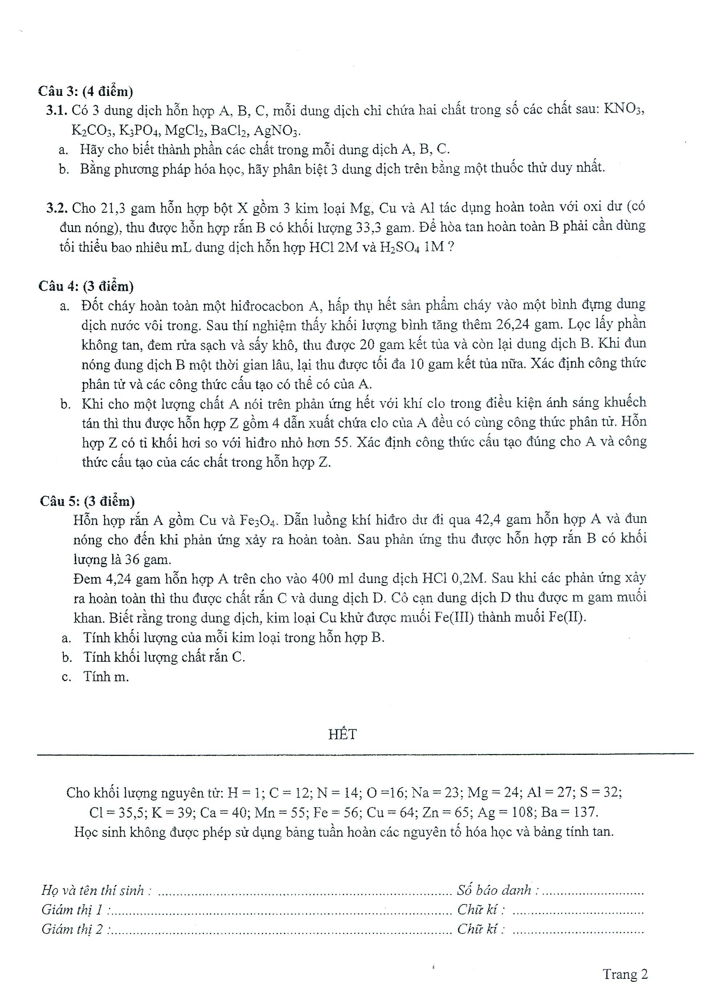 Câu 3: (4 điểm)
3.1. Có 3 dung dịch hỗn hợp A, B, C, mỗi dung dịch chỉ chứa hai chất trong số các chất sau: KNO₃,
K₂CO₃, K₃PO₄, MgCl₂, BaCl₂, AgNO₃.
a. Hãy cho biết thành phần các chất trong mỗi dung dịch A, B, C.
b. Bằng phương pháp hóa học, hãy phân biệt 3 dung dịch trên bằng một thuốc thử duy nhất.
3.2. Cho 21,3 gam hỗn hợp bột X gồm 3 kim loại Mg, Cu và Al tác dụng hoàn toàn với oxi dư (có
đun nóng), thu được hỗn hợp rắn B có khối lượng 33,3 gam. Để hòa tan hoàn toàn B phải cần dùng
tối thiểu bao nhiêu mL dung dịch hỗn hợp HCl 2M và H₂SO₄ 1M ?
Câu 4: (3 điểm)
a. Đốt cháy hoàn toàn một hiđrocacbon A, hấp thụ hết sản phẩm cháy vào một bình đựng dung
dịch nước vôi trong. Sau thí nghiệm thấy khối lượng bình tăng thêm 26,24 gam. Lọc lấy phần
không tan, đem rửa sạch và sấy khô, thu được 20 gam kết tủa và còn lại dung dịch B. Khi đun
nóng dung dịch B một thời gian lâu, lại thu được tối đa 10 gam kết tủa nữa. Xác định công thức
phân tử và các công thức cấu tạo có thể có của A.
b. Khi cho một lượng chất A nói trên phản ứng hết với khí clo trong điều kiện ánh sáng khuếch
tán thì thu được hỗn hợp Z gồm 4 dẫn xuất chứa clo của A đều có cùng công thức phân tử. Hỗn
hợp Z có tỉ khối hơi so với hiđro nhỏ hơn 55. Xác định công thức cấu tạo đúng cho A và công
thức cấu tạo của các chất trong hỗn hợp Z.
Câu 5: (3 điểm)
Hỗn hợp rắn A gồm Cu và Fe₃O₄. Dẫn luồng khí hiđro dư đi qua 42,4 gam hỗn hợp A và đun
nóng cho đến khi phản ứng xảy ra hoàn toàn. Sau phản ứng thu được hỗn hợp rắn B có khối
lượng là 36 gam.
Đem 4,24 gam hỗn hợp A trên cho vào 400 ml dung dịch HCl 0,2M. Sau khi các phản ứng xảy
ra hoàn toàn thì thu được chất rắn C và dung dịch D. Cô cạn dung dịch D thu được m gam muối
khan. Biết rằng trong dung dịch, kim loại Cu khử được muối Fe(III) thành muối Fe(II).
a. Tính khối lượng của mỗi kim loại trong hỗn hợp B.
b. Tính khối lượng chất rắn C.
c. Tính m.
HẾT
Cho khối lượng nguyên tử: H = 1; C = 12; N = 14; O =16; Na = 23; Mg = 24; Al = 27; S = 32;
Cl = 35,5; K = 39; Ca = 40; Mn = 55; Fe = 56; Cu = 64; Zn = 65; Ag = 108; Ba = 137.
Học sinh không được phép sử dụng bảng tuần hoàn các nguyên tố hóa học và bảng tính tan.
Họ và tên thí sinh : .................... Số báo danh : ....................
Giám thị 1 :.................... Chữ kí : ....................
Giám thị 2 :.................... Chữ kí : ....................
Trang 2